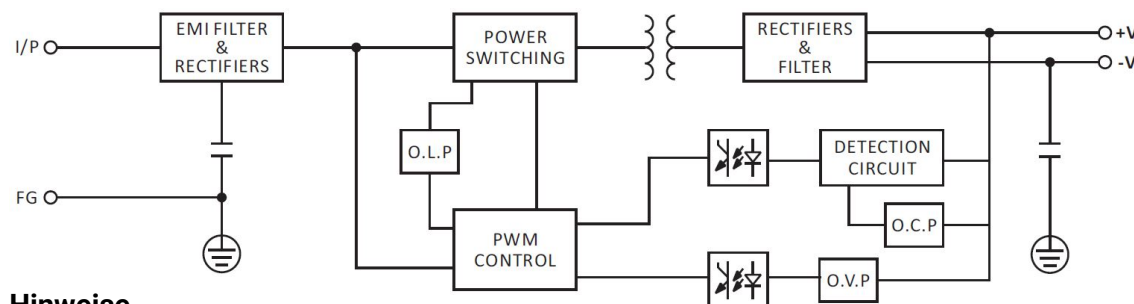 I/P
EMI FILTER
&
RECTIFIERS
POWER
SWITCHING
RECTIFIERS
&
FILTER
+V
-V
O.L.P
DETECTION
CIRCUIT
FG
O.C.P
PWM
CONTROL
O.V.P
Hinweise